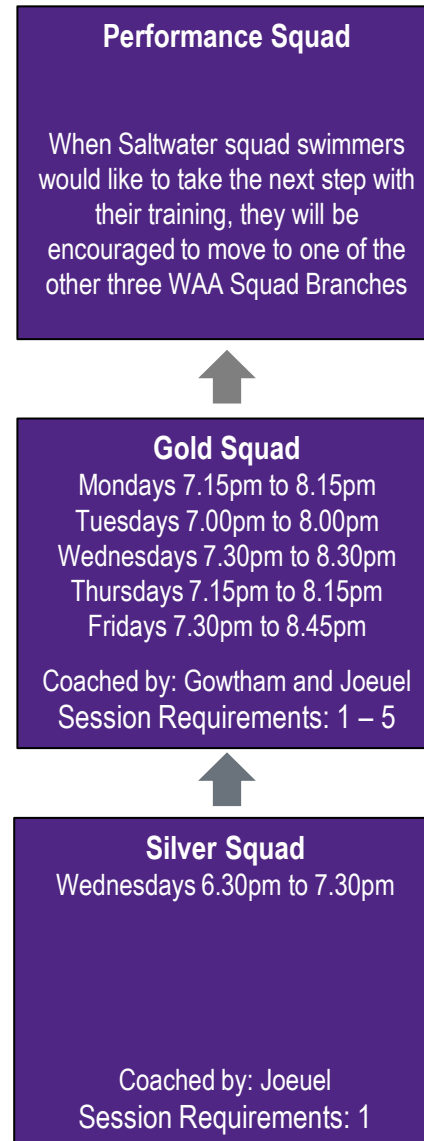 Performance Squad
When Saltwater squad swimmers
would like to take the next step with
their training, they will be
encouraged to move to one of the
other three WAA Squad Branches
Gold Squad
Mondays 7.15pm to 8.15pm
Tuesdays 7.00pm to 8.00pm
Wednesdays 7.30pm to 8.30pm
Thursdays 7.15pm to 8.15pm
Fridays 7.30pm to 8.45pm
Coached by: Gowtham and Joeuel
Session Requirements: 1 – 5
Silver Squad
Wednesdays 6.30pm to 7.30pm
Coached by: Joeuel
Session Requirements: 1